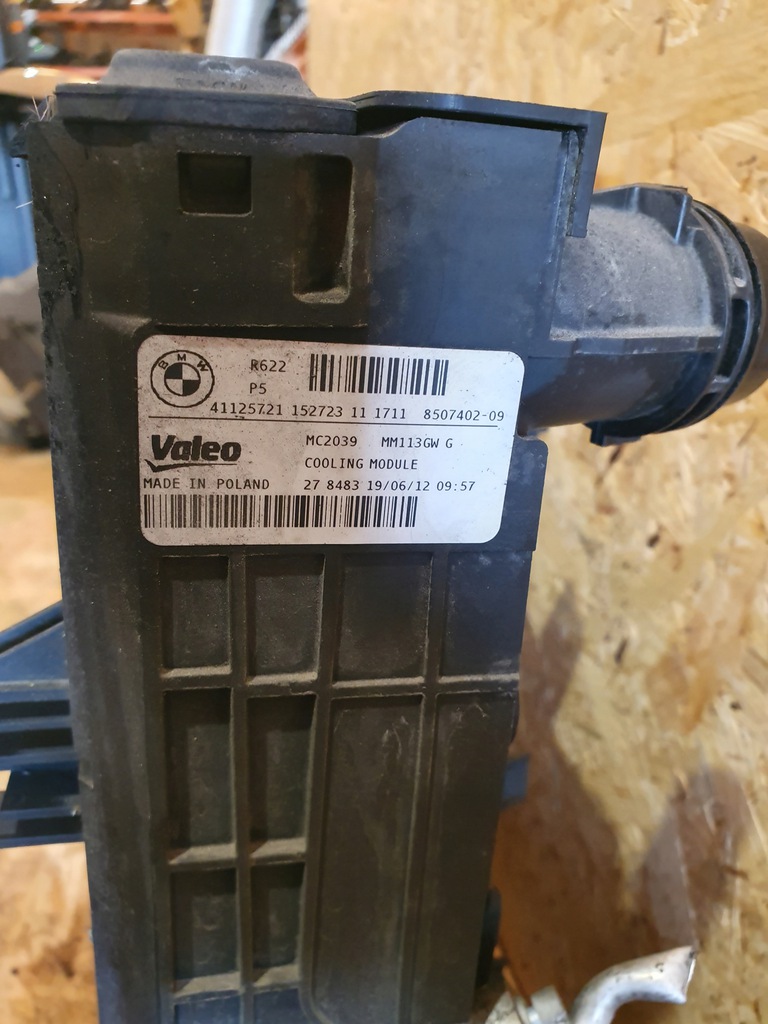 BMW
R622
P5
41125721 152723 11 1711 8507402-09
Valeo
MC2039 MM113GW G
COOLING MODULE
MADE IN POLAND 27 8483 19/06/12 09:57